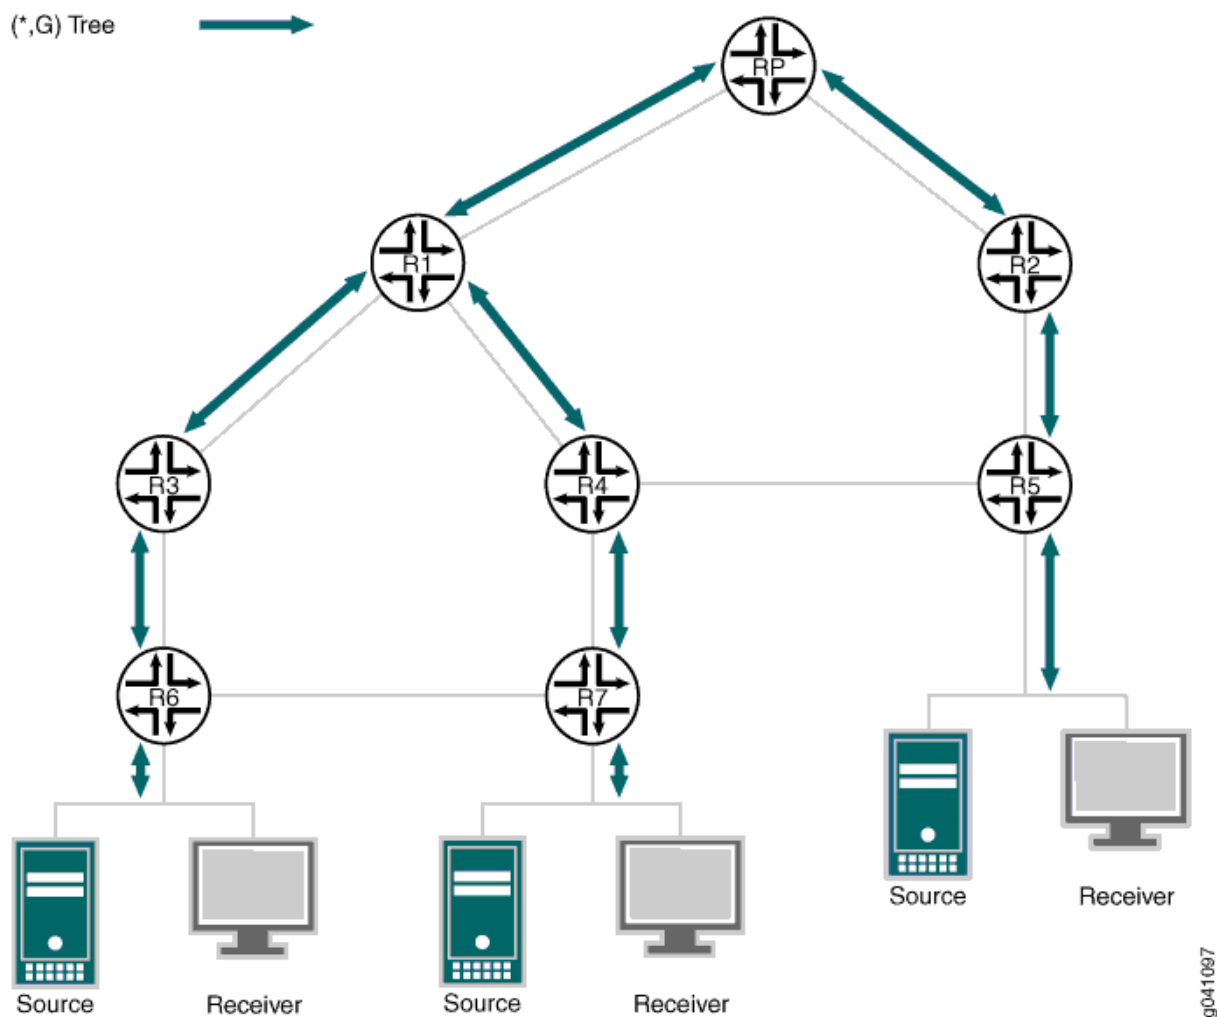 (*,G) Tree
RP
R1
R2
R3
R4
R5
R6
R7
Source
Receiver
Source
Receiver
Source
Receiver
g041097